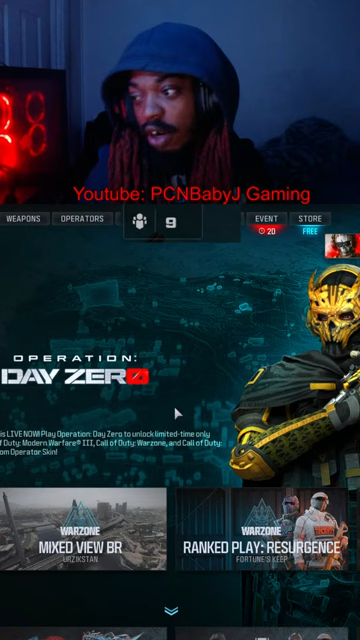 Youtube: PCNBabyJ Gaming
WEAPONS
OPERATORS
9
EVENT
STORE
20
FREE
OPERATION:
DAY ZERO
is LIVE NOW! Play Operation: Day Zero to unlock limited-time only
f Duty: Modern Warfare® III, Call of Duty: Warzone, and Call of Duty:
om Operator Skin!
WARZONE
MIXED VIEW BR
URZIKSTAN
WARZONE
RANKED PLAY: RESURGENCE
FORTUNE'S KEEP